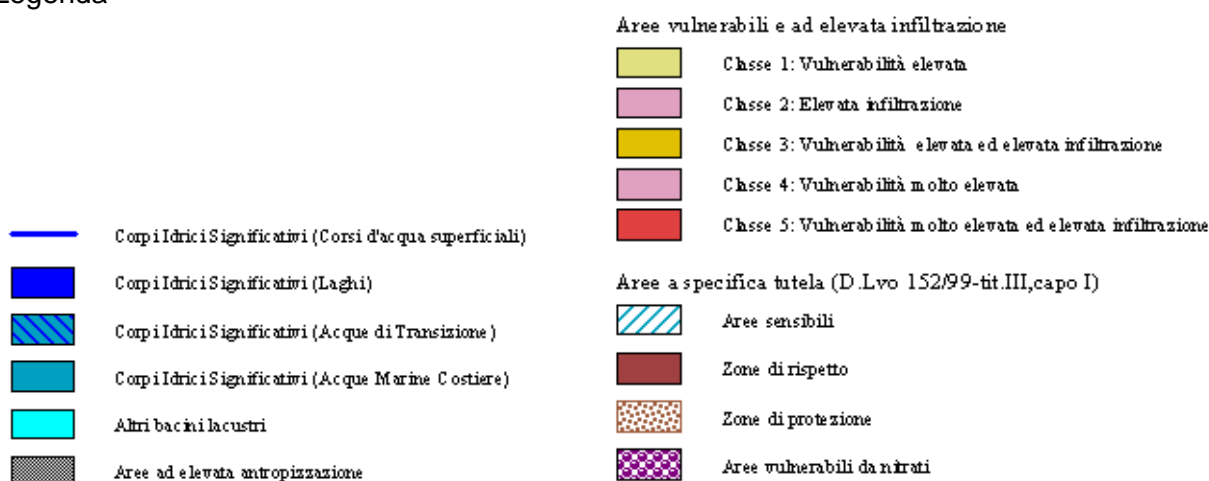 Legenda
Corpi Idrici Significativi (Corsi d'acqua superficiali)
Corpi Idrici Significativi (Laghi)
Corpi Idrici Significativi (Acque di Transizione)
Corpi Idrici Significativi (Acque Marine Costiere)
Altri bacini lacustri
Aree ad elevata antropizzazione
Aree vulnerabili e ad elevata infiltrazione
Classe 1: Vulnerabilità elevata
Classe 2: Elevata infiltrazione
Classe 3: Vulnerabilità elevata ed elevata infiltrazione
Classe 4: Vulnerabilità molto elevata
Classe 5: Vulnerabilità molto elevata ed elevata infiltrazione
Aree a specifica tutela (D.Lvo 152/99-tit.III,capo I)
Aree sensibili
Zone di rispetto
Zone di protezione
Aree vulnerabili da nitrati